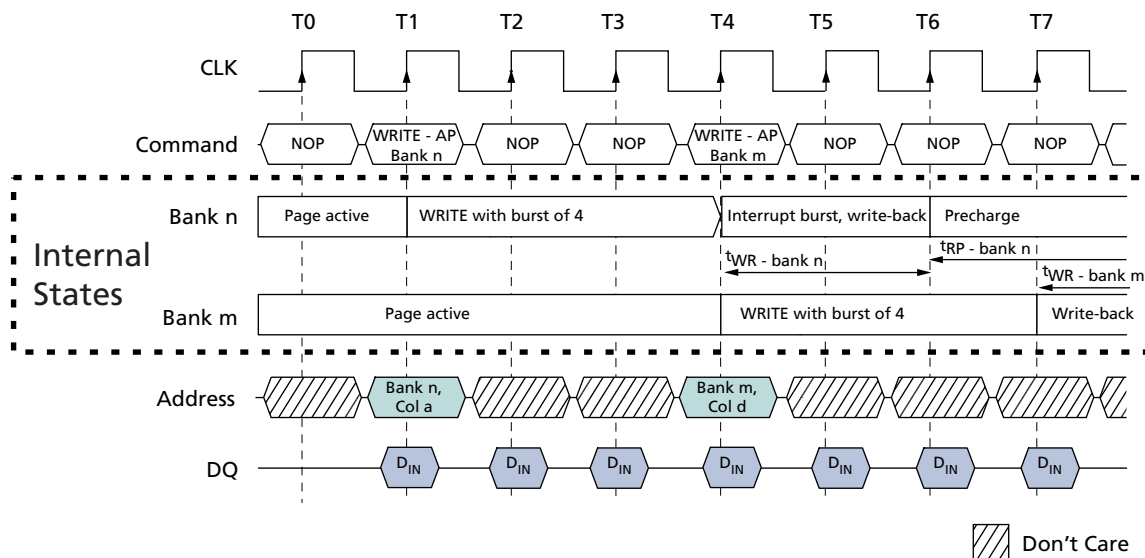 T0 T1 T2 T3 T4 T5 T6 T7
CLK
Command NOP WRITE - AP Bank n NOP NOP WRITE - AP Bank m NOP NOP NOP
Bank n Page active WRITE with burst of 4 Interrupt burst, write-back Precharge
tWR - bank n tRP - bank n
Internal States
tWR - bank m
Bank m Page active WRITE with burst of 4 Write-back
Address Bank n, Col a Bank m, Col d
DQ DIN DIN DIN DIN DIN DIN DIN
Don't Care